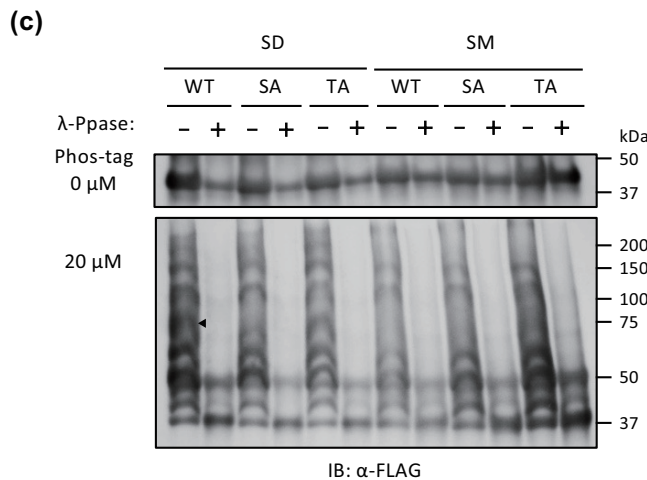 (c)
SD SM
WT SA TA WT SA TA
λ-Ppase: – + – + – + – + – + – +
kDa
Phos-tag
0 μM
50
37
20 μM
200
150
100
75
50
37
IB: α-FLAG